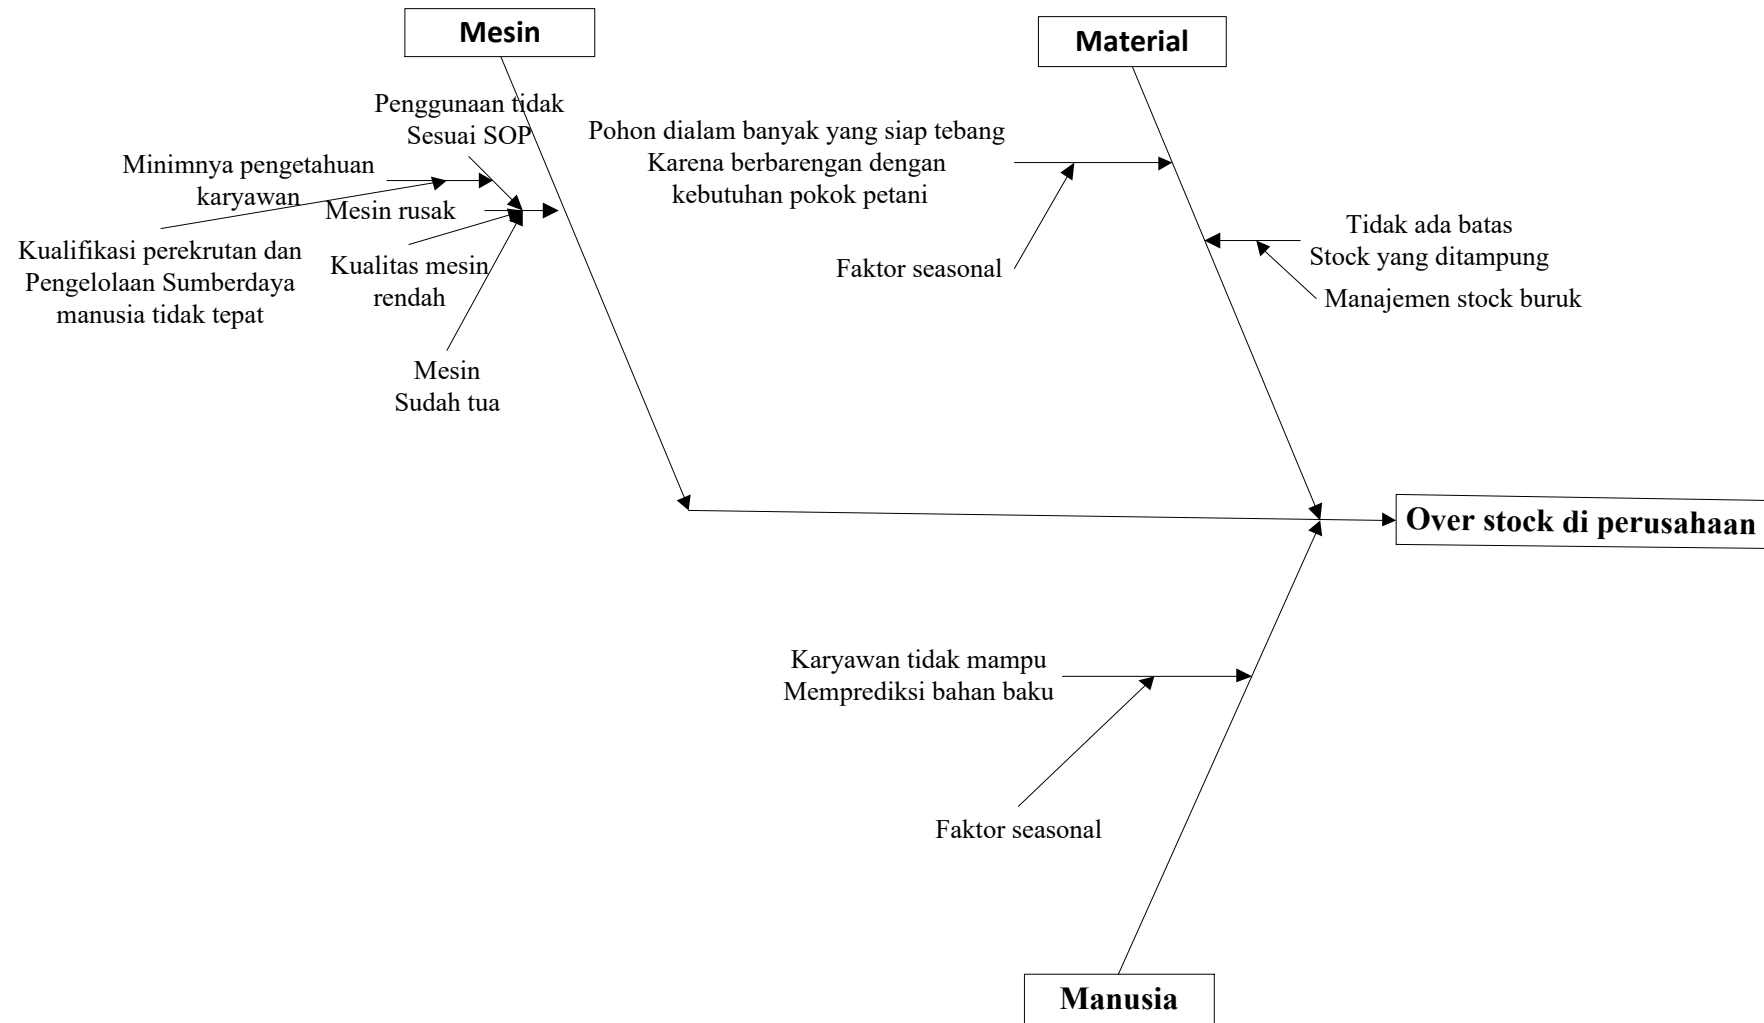 Mesin
Material
Penggunaan tidak
Sesuai SOP
Minimnya pengetahuan
karyawan
Mesin rusak
Kualifikasi perekrutan dan
Pengelolaan Sumberdaya
manusia tidak tepat
Kualitas mesin
rendah
Mesin
Sudah tua
Pohon dialam banyak yang siap tebang
Karena berbarengan dengan
kebutuhan pokok petani
Faktor seasonal
Tidak ada batas
Stock yang ditampung
Manajemen stock buruk
Over stock di perusahaan
Karyawan tidak mampu
Memprediksi bahan baku
Faktor seasonal
Manusia